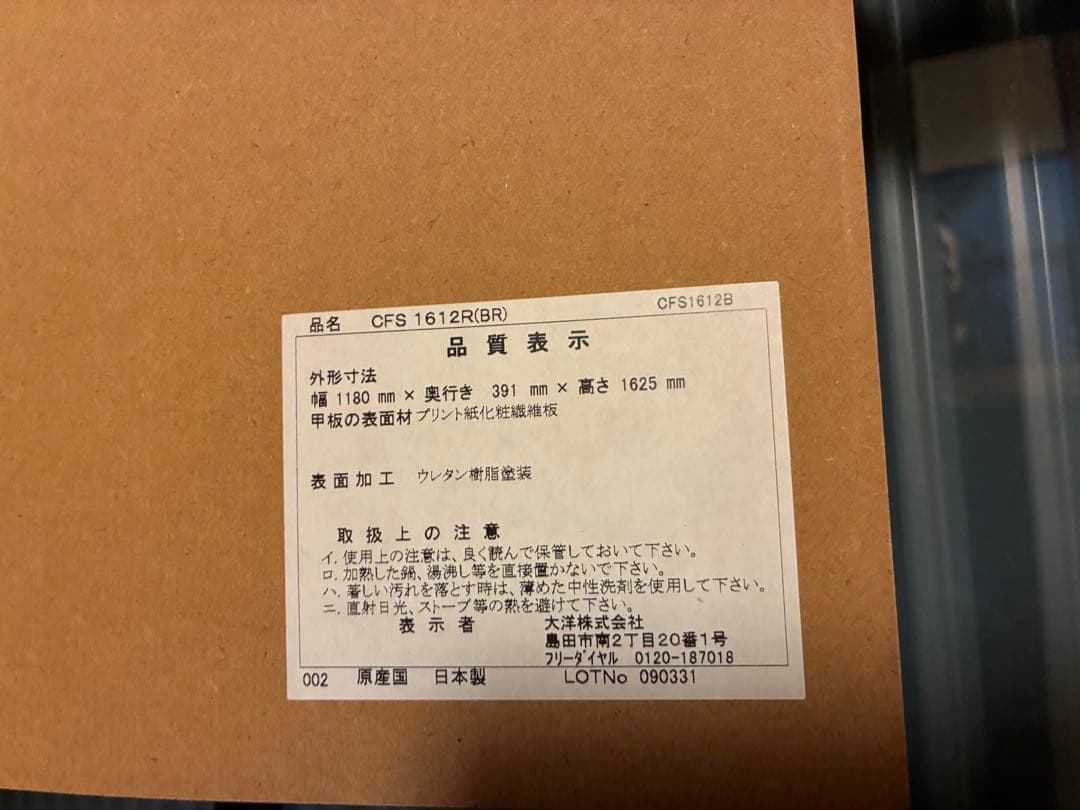 品名 CFS 1612R(BR) CFS1612B
品質表示
外形寸法
幅 1180 mm × 奥行き 391 mm × 高さ 1625 mm
甲板の表面材 プリント紙化粧繊維板
表面加工 ウレタン樹脂塗装
取扱上の注意
イ. 使用上の注意は、良く読んで保管しておいて下さい。
ロ. 加熱した鍋、湯沸し等を直接置かないで下さい。
ハ. 著しい汚れを落とす時は、薄めた中性洗剤を使用して下さい。
ニ. 直射日光、ストーブ等の熱を避けて下さい。
表示者 大洋株式会社
島田市南2丁目20番1号
フリーダイヤル 0120-187018
002 原産国 日本製 LOTNo 090331